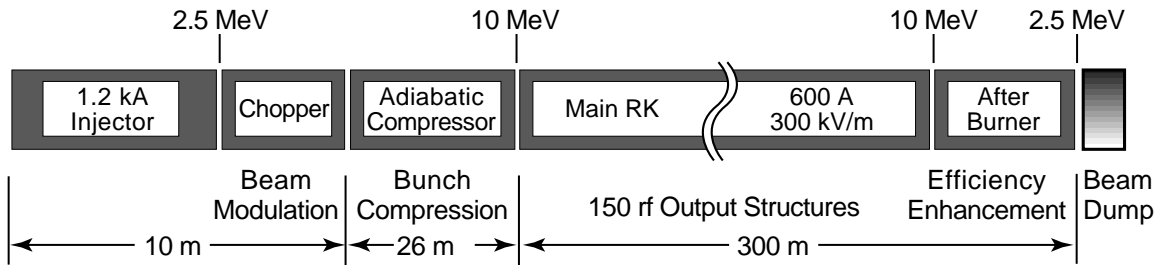 2.5 MeV 10 MeV 10 MeV 2.5 MeV
1.2 kA
Injector
Chopper
Adiabatic
Compressor
Main RK
600 A
300 kV/m
After
Burner
Beam
Modulation
Bunch
Compression
150 rf Output Structures
Efficiency
Enhancement
Beam
Dump
10 m 26 m 300 m